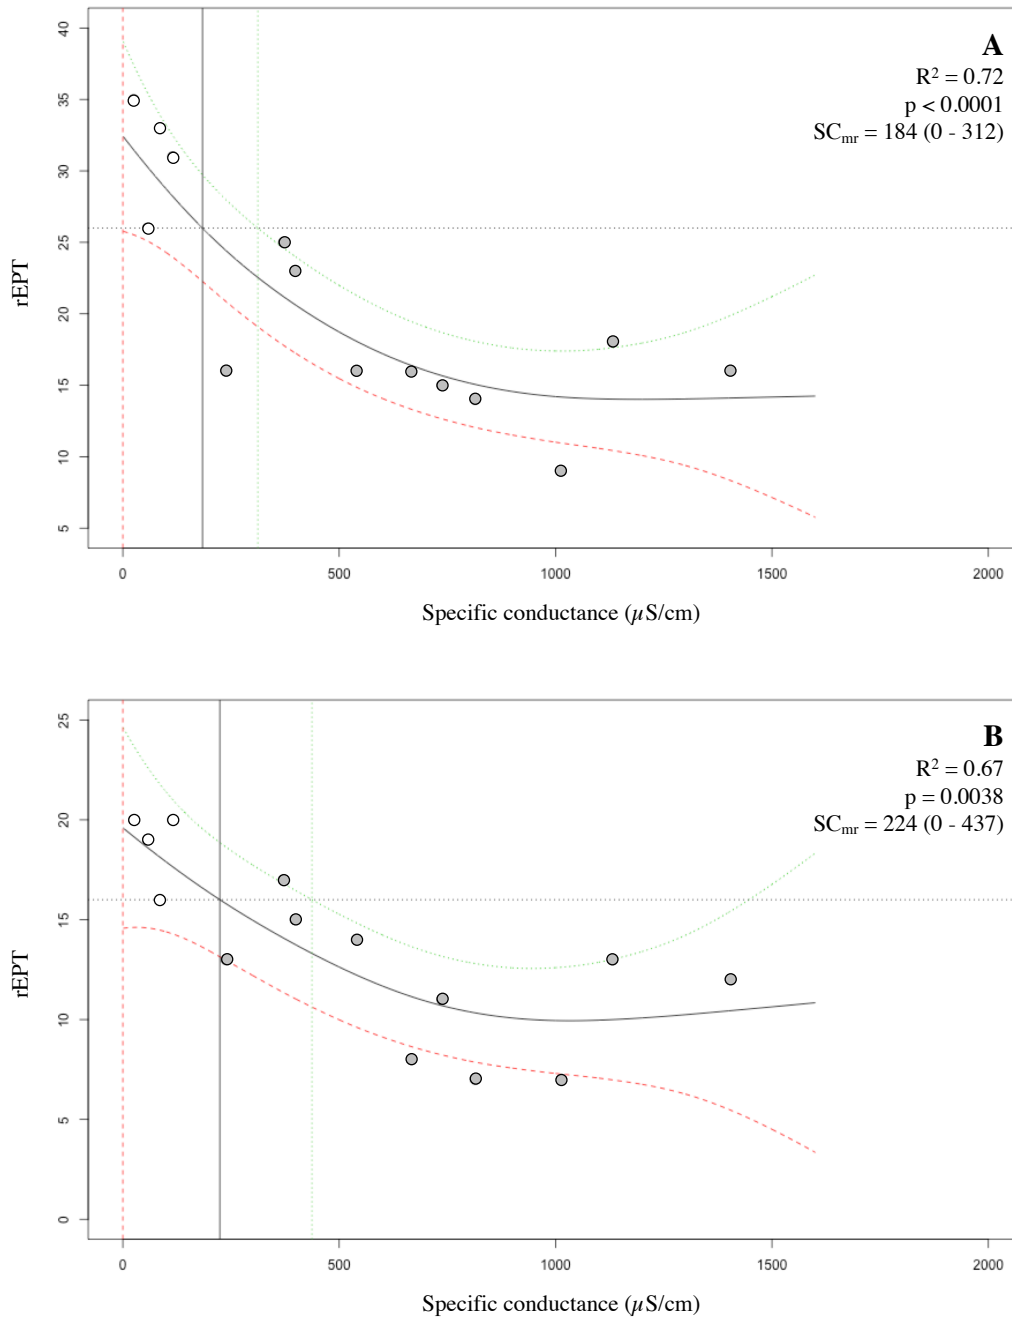 A
R² = 0.72
p < 0.0001
SCmr = 184 (0 - 312)
40
35
30
25
20
15
10
5
rEPT
0 500 1000 1500 2000
Specific conductance (µS/cm)
B
R² = 0.67
p = 0.0038
SCmr = 224 (0 - 437)
25
20
15
10
5
0
rEPT
0 500 1000 1500 2000
Specific conductance (µS/cm)